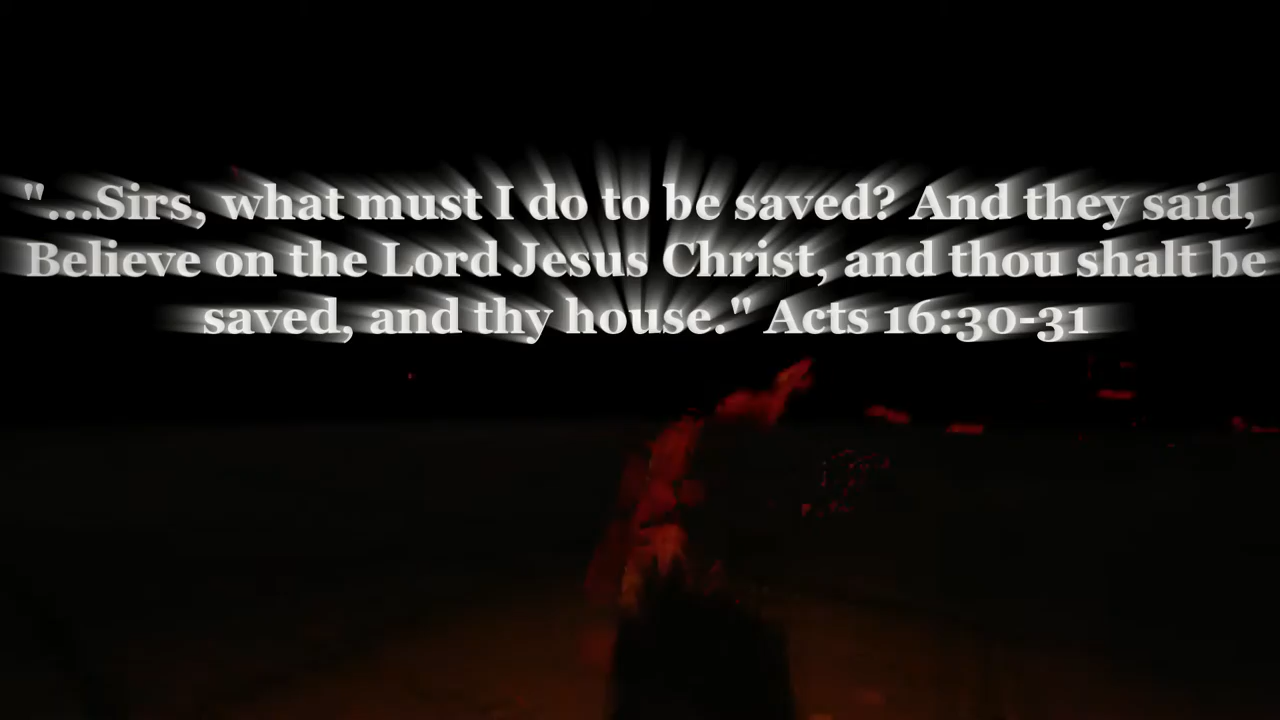 "...Sirs, what must I do to be saved? And they said,
Believe on the Lord Jesus Christ, and thou shalt be
saved, and thy house." Acts 16:30-31